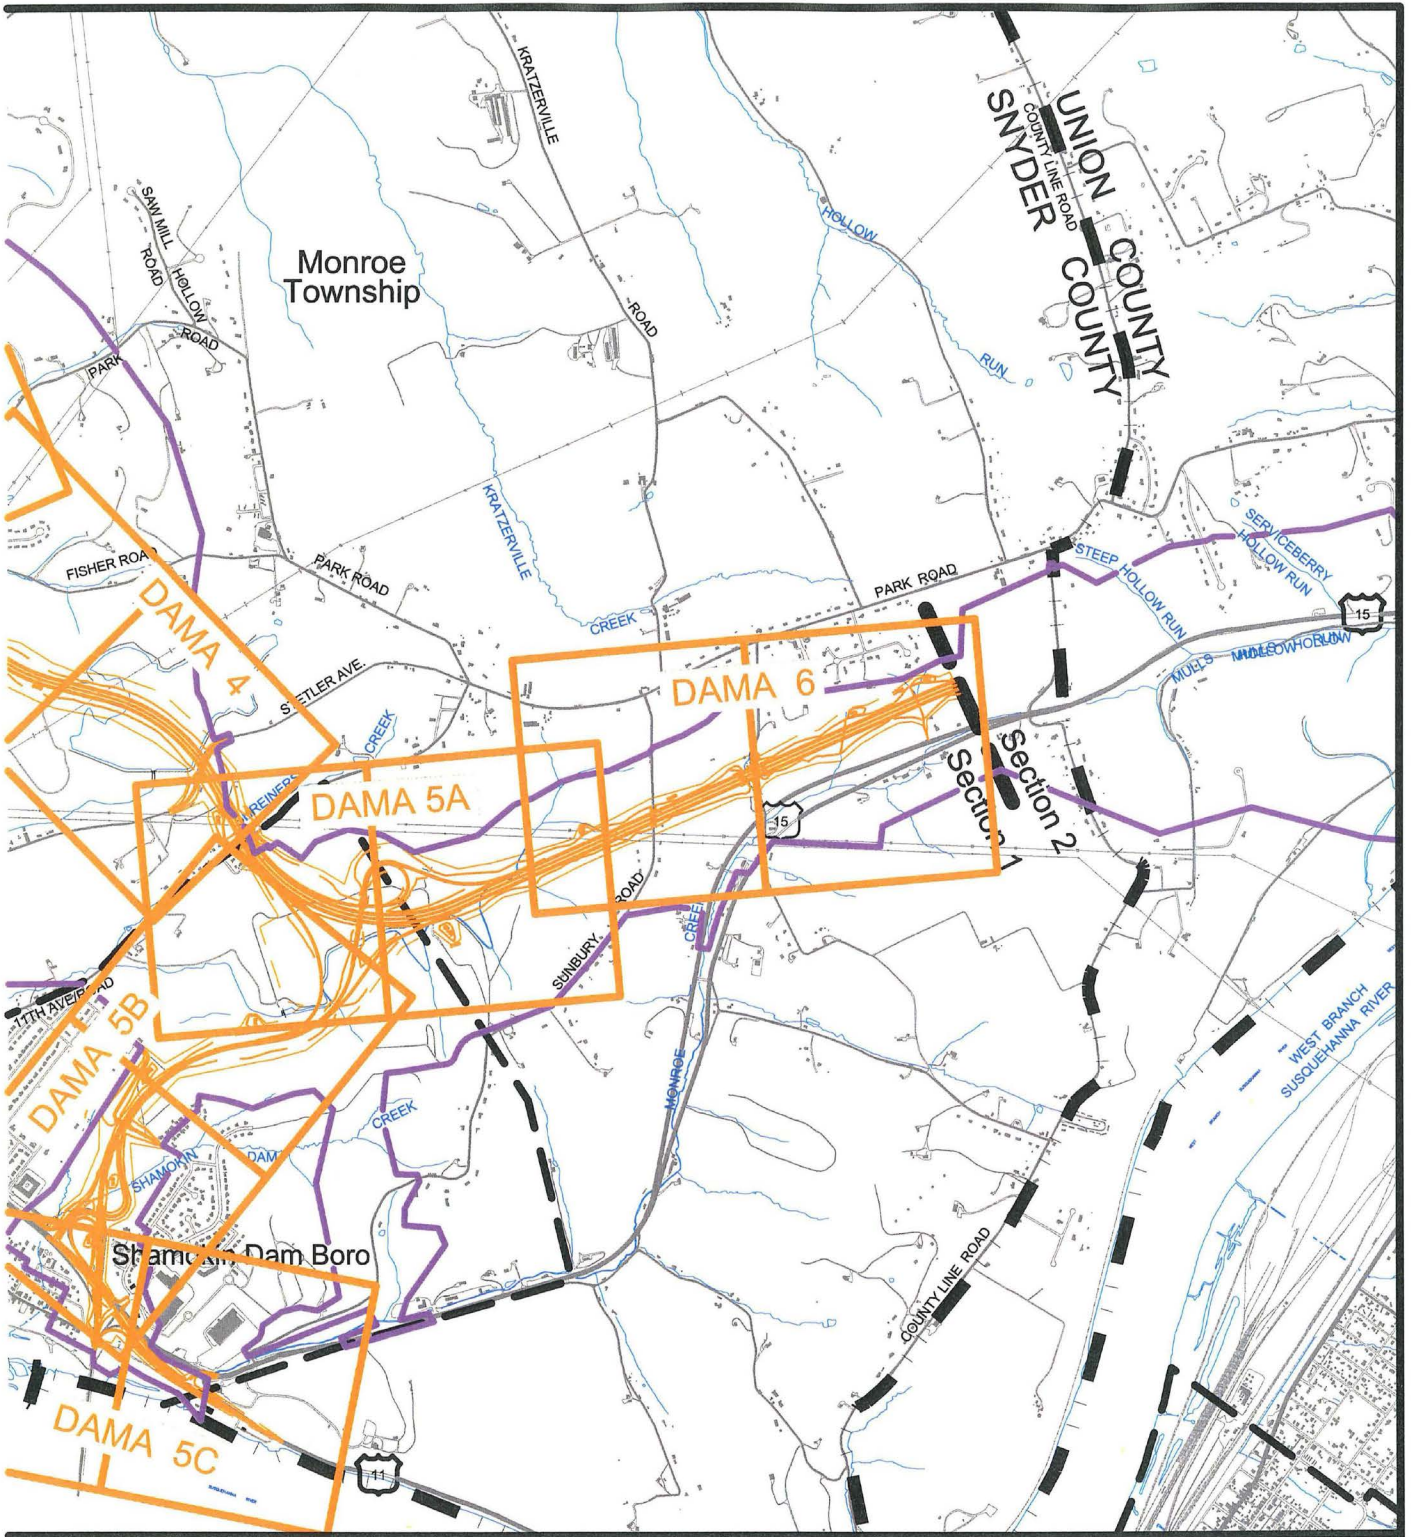 KRATZERVILLE
ROAD
UNION COUNTY
COUNTY LINE ROAD
SNYDER COUNTY
SAW MILL
HOLLOW
ROAD
ROAD
PARK
Monroe
Township
HOLLOW
RUN
KRATZERVILLE
CREEK
FISHER ROAD
PARK ROAD
PARK ROAD
STEEP HOLLOW RUN
SERVICEBERRY
HOLLOW RUN
15
MULLS
DAMA 4
STETLER AVE.
CREEK
DAMA 6
DAMA 5A
15
Section 2
Section 1
ROAD
SUNBURY
CREEK
11TH AVE/ROAD
DAMA 5B
MONROE
WEST BRANCH
SUSQUEHANNA RIVER
CREEK
SHAMOKIN
DAM
Shamokin Dam Boro
COUNTY LINE ROAD
DAMA 5C
11